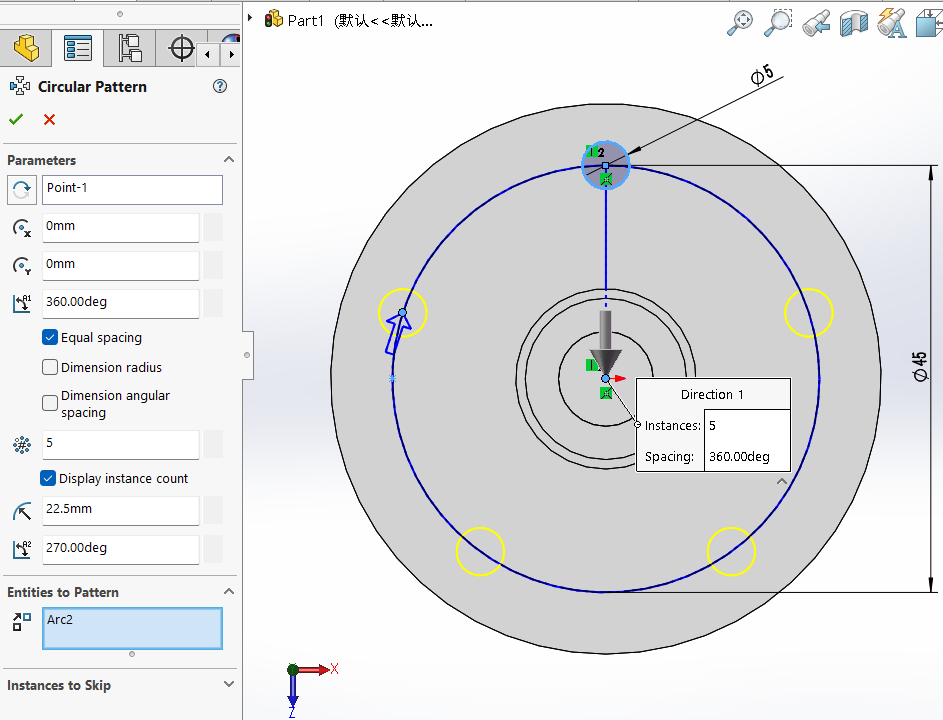 Part1 (默认<<默认...
Circular Pattern
Parameters
Point-1
0mm
0mm
360.00deg
Equal spacing
Dimension radius
Dimension angular
spacing
5
Display instance count
22.5mm
270.00deg
Entities to Pattern
Arc2
Instances to Skip
∅5
2
∅45
Direction 1
Instances: 5
Spacing: 360.00deg
X
Z